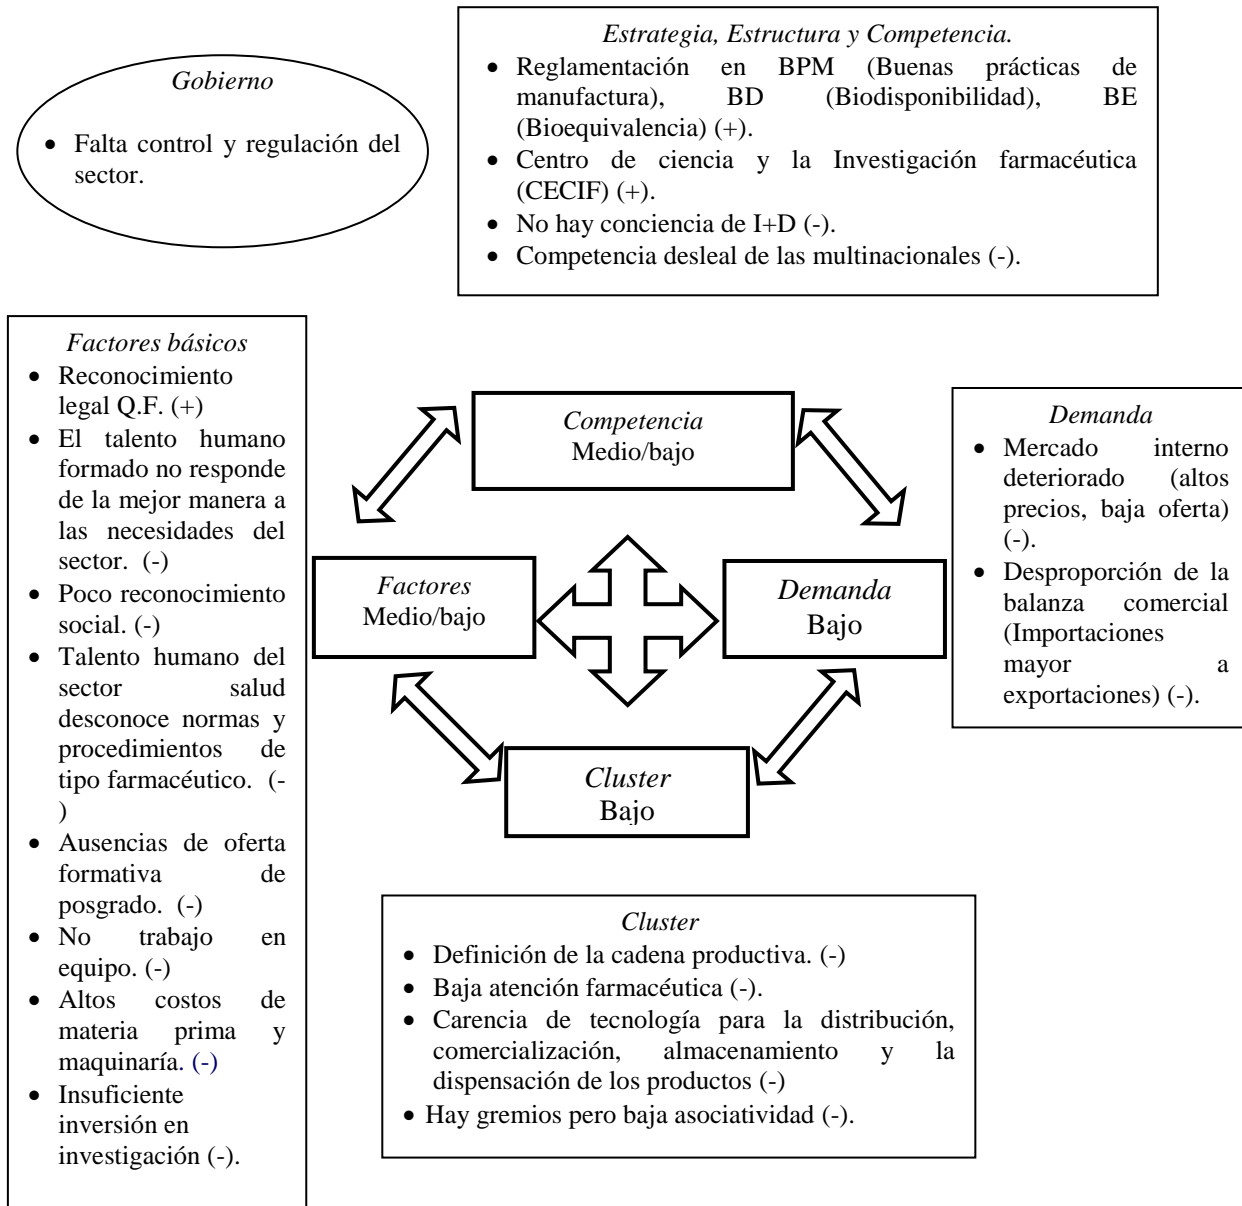 Gobierno
• Falta control y regulación del
sector.
Estrategia, Estructura y Competencia.
• Reglamentación en BPM (Buenas prácticas de
manufactura), BD (Biodisponibilidad), BE
(Bioequivalencia) (+).
• Centro de ciencia y la Investigación farmacéutica
(CECIF) (+).
• No hay conciencia de I+D (-).
• Competencia desleal de las multinacionales (-).
Factores básicos
• Reconocimiento
legal Q.F. (+)
• El talento humano
formado no responde
de la mejor manera a
las necesidades del
sector. (-)
• Poco reconocimiento
social. (-)
• Talento humano del
sector salud
desconoce normas y
procedimientos de
tipo farmacéutico. (-
)
• Ausencias de oferta
formativa de
posgrado. (-)
• No trabajo en
equipo. (-)
• Altos costos de
materia prima y
maquinaría. (-)
• Insuficiente
inversión en
investigación (-).
Competencia
Medio/bajo
Factores
Medio/bajo
Demanda
Bajo
Cluster
Bajo
Demanda
• Mercado interno
deteriorado (altos
precios, baja oferta)
(-).
• Desproporción de la
balanza comercial
(Importaciones
mayor a
exportaciones) (-).
Cluster
• Definición de la cadena productiva. (-)
• Baja atención farmacéutica (-).
• Carencia de tecnología para la distribución,
comercialización, almacenamiento y la
dispensación de los productos (-)
• Hay gremios pero baja asociatividad (-).